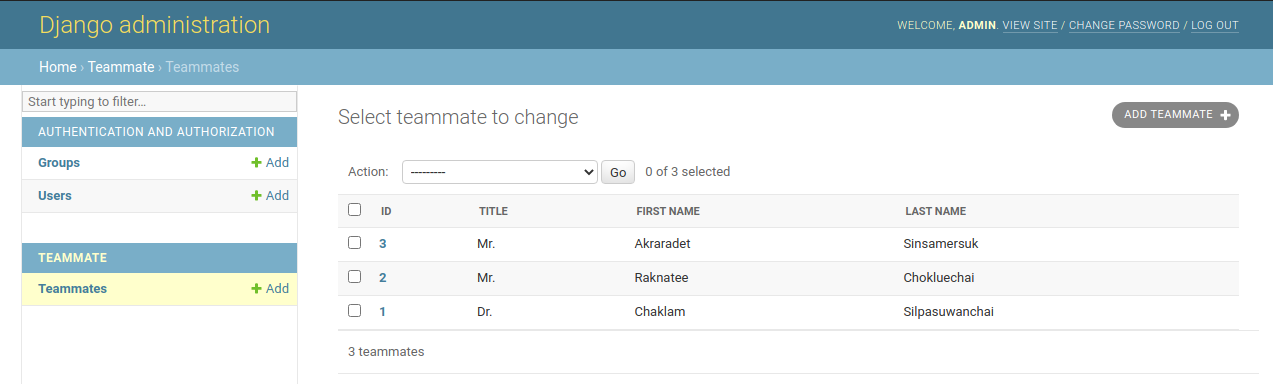 Django administration
WELCOME, ADMIN. VIEW SITE / CHANGE PASSWORD / LOG OUT
Home › Teammate › Teammates
Start typing to filter...
AUTHENTICATION AND AUTHORIZATION
Groups + Add
Users + Add
TEAMMATE
Teammates + Add
Select teammate to change
ADD TEAMMATE +
Action: --------- Go 0 of 3 selected
ID TITLE FIRST NAME LAST NAME
3 Mr. Akraradet Sinsamersuk
2 Mr. Raknatee Chokluechai
1 Dr. Chaklam Silpasuwanchai
3 teammates